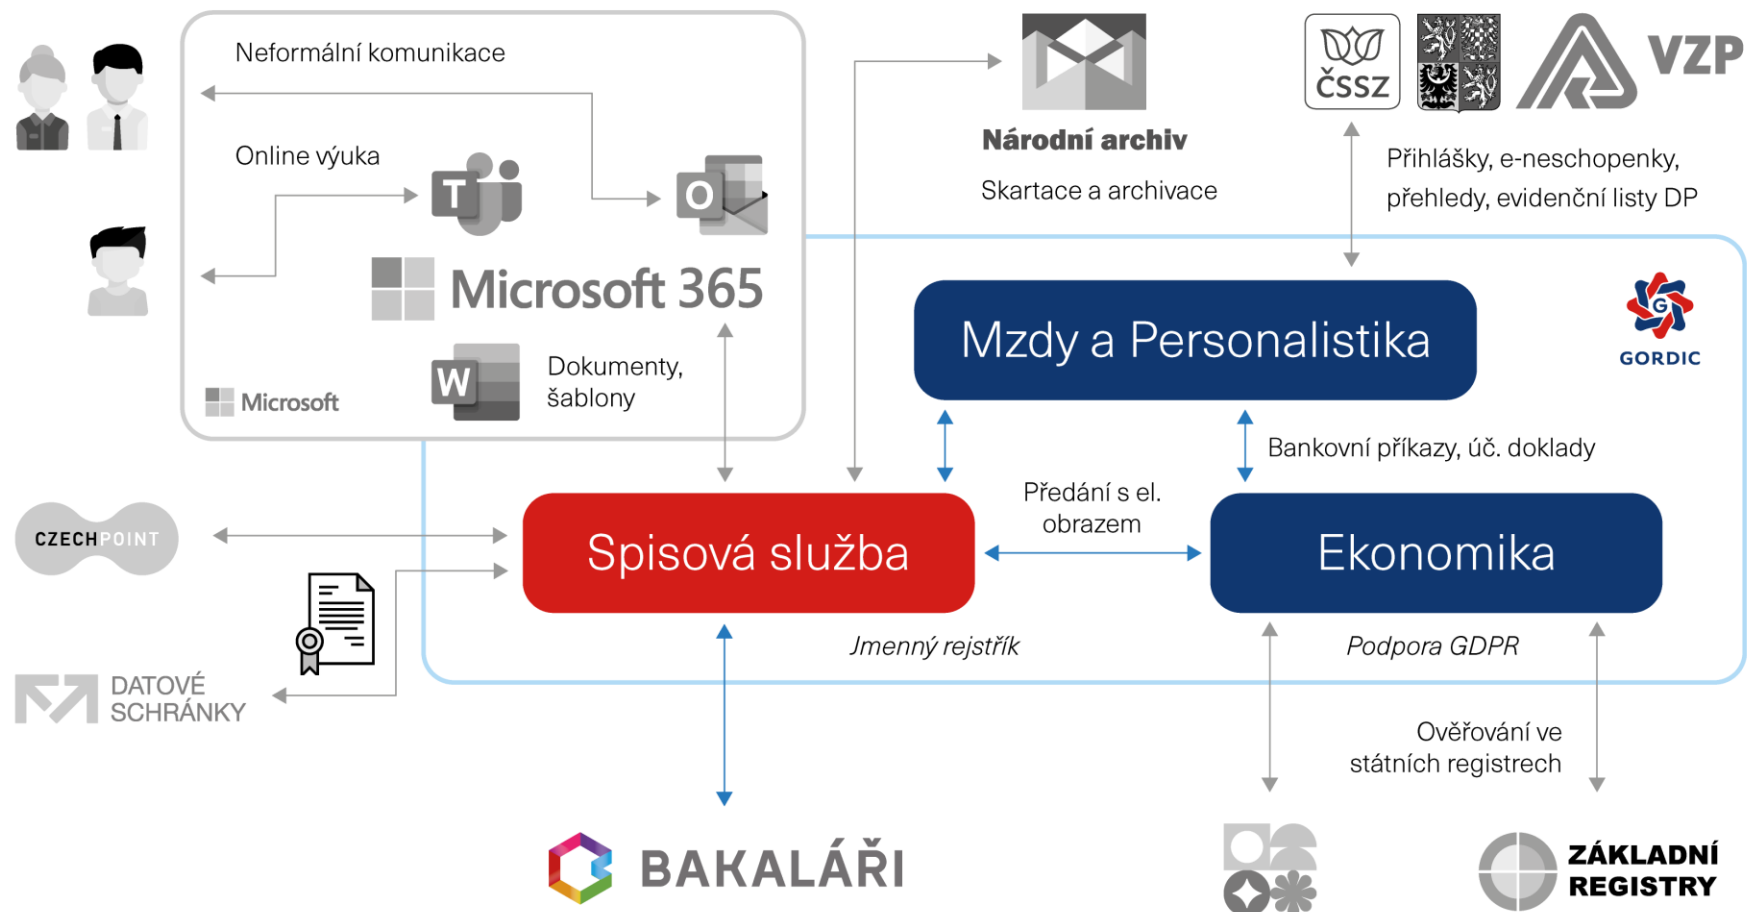 Neformální komunikace
Online výuka
T
O
Microsoft 365
W
Dokumenty,
šablony
Microsoft
Národní archiv
Skartace a archivace
ČSSZ
VZP
Přihlášky, e-neschopenky,
přehledy, evidenční listy DP
G
GORDIC
Mzdy a Personalistika
Bankovní příkazy, úč. doklady
Předání s el.
obrazem
Spisová služba
Ekonomika
Jmenný rejstřík
Podpora GDPR
CZECHPOINT
DATOVÉ
SCHRÁNKY
Ověřování ve
státních registrech
BAKALÁŘI
ZÁKLADNÍ
REGISTRY